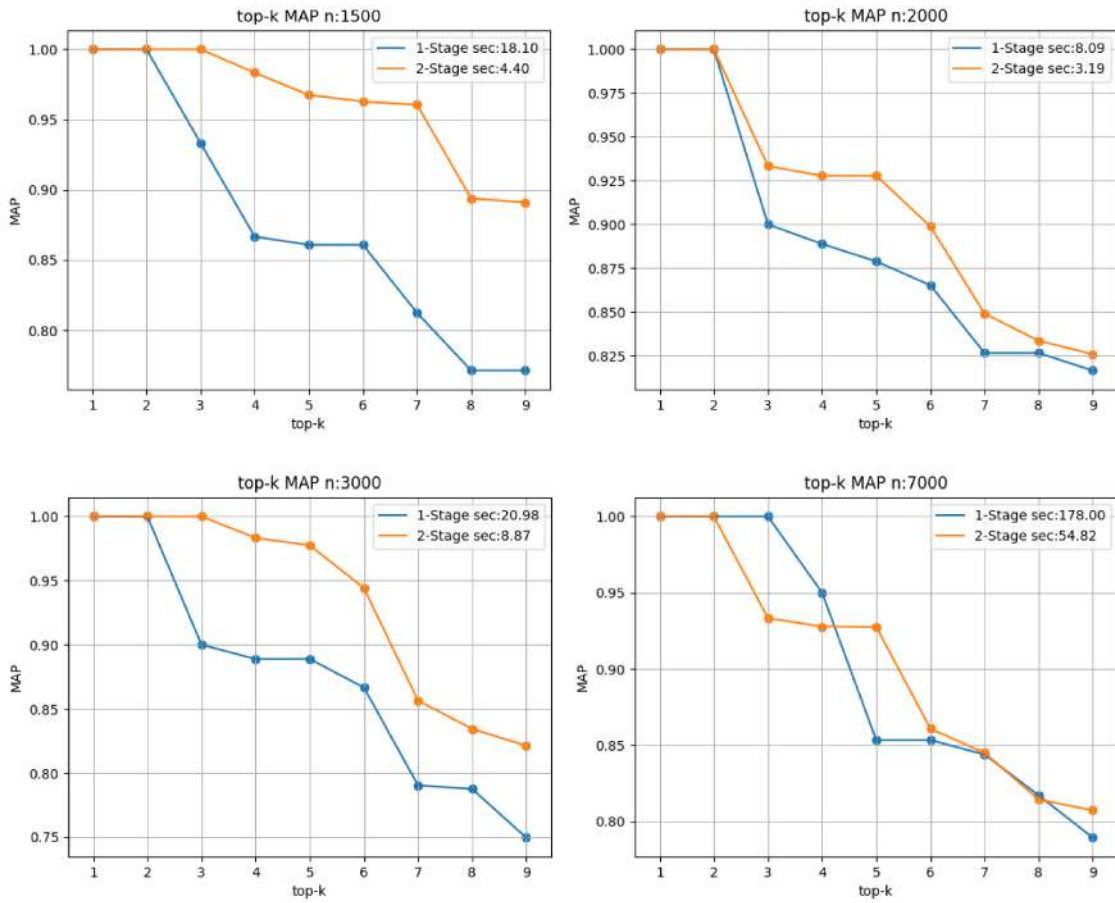 top-k MAP n:1500
1-Stage sec:18.10
2-Stage sec:4.40
MAP
1.00
0.95
0.90
0.85
0.80
1 2 3 4 5 6 7 8 9
top-k
top-k MAP n:2000
1-Stage sec:8.09
2-Stage sec:3.19
MAP
1.000
0.975
0.950
0.925
0.900
0.875
0.850
0.825
1 2 3 4 5 6 7 8 9
top-k
top-k MAP n:3000
1-Stage sec:20.98
2-Stage sec:8.87
MAP
1.00
0.95
0.90
0.85
0.80
0.75
1 2 3 4 5 6 7 8 9
top-k
top-k MAP n:7000
1-Stage sec:178.00
2-Stage sec:54.82
MAP
1.00
0.95
0.90
0.85
0.80
1 2 3 4 5 6 7 8 9
top-k